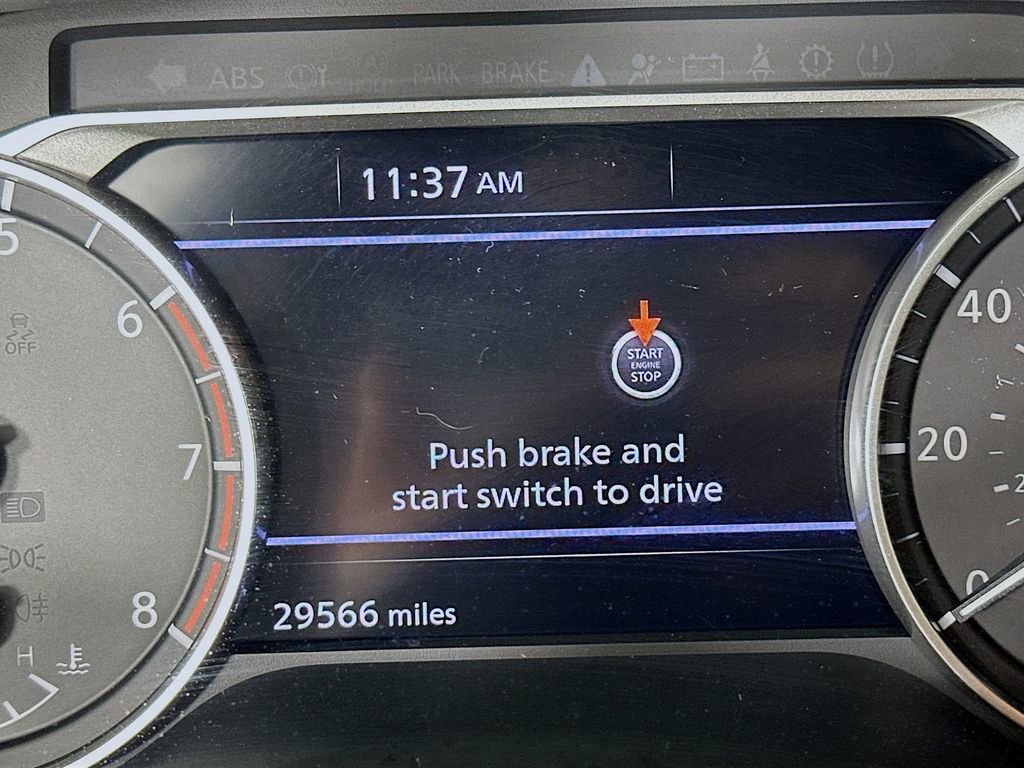 ABS PARK BRAKE
11:37 AM
START
ENGINE
STOP
Push brake and
start switch to drive
29566 miles
5
6
7
8
OFF
H
40
20
0